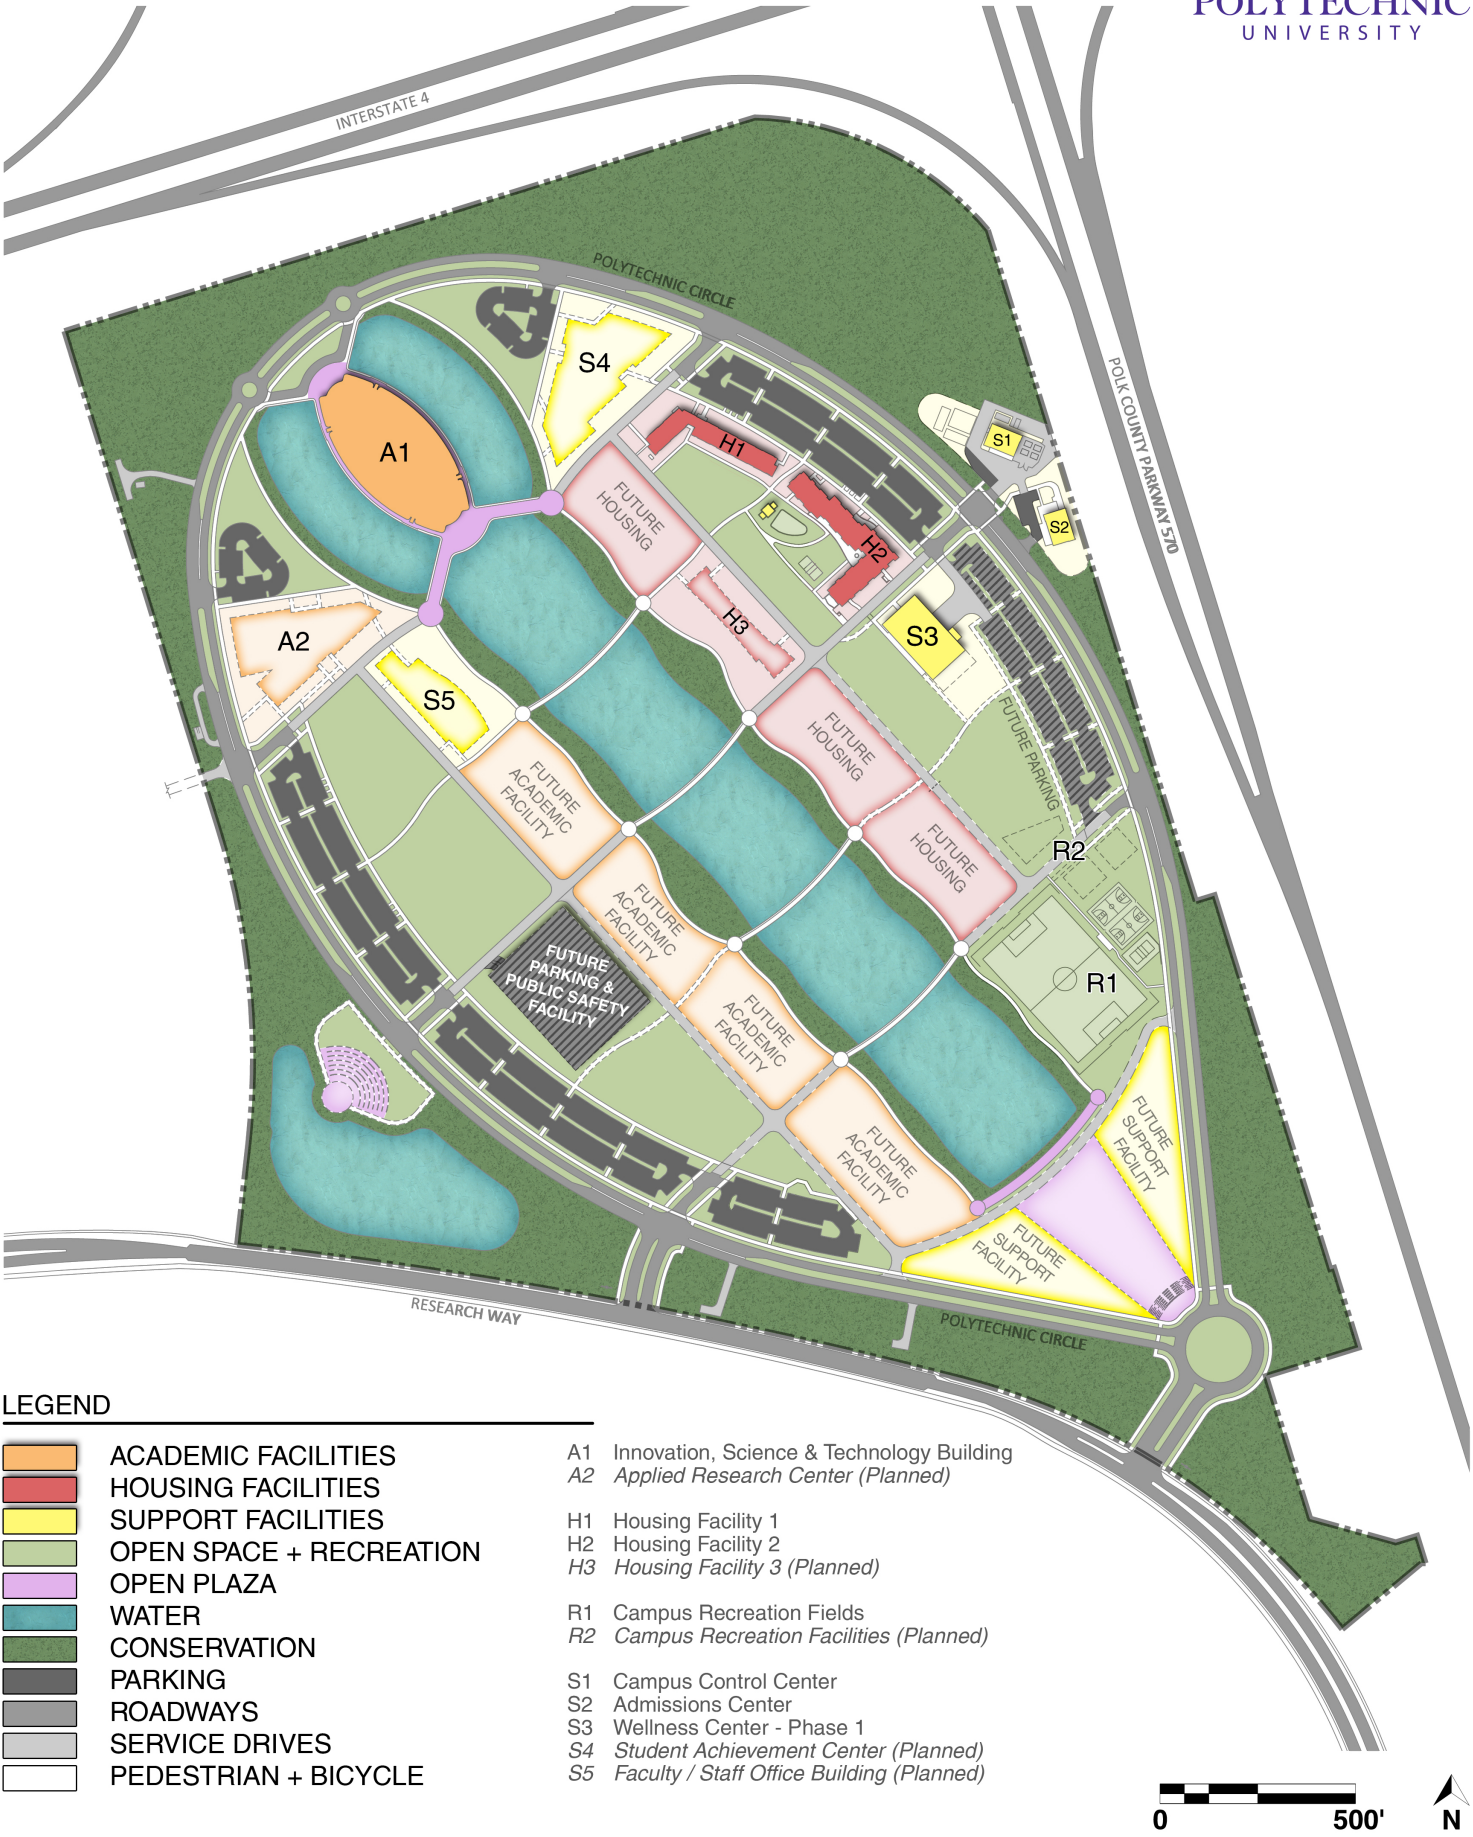 POLYTECHNIC
UNIVERSITY
INTERSTATE 4
POLYTECHNIC CIRCLE
POLK COUNTY PARKWAY 570
S4
A1
H1
S1
S2
FUTURE
HOUSING
H2
H3
S3
A2
S5
FUTURE PARKING
FUTURE
HOUSING
FUTURE
ACADEMIC
FACILITY
FUTURE
HOUSING
R2
FUTURE
ACADEMIC
FACILITY
R1
FUTURE
PARKING &
PUBLIC SAFETY
FACILITY
FUTURE
ACADEMIC
FACILITY
FUTURE
ACADEMIC
FACILITY
FUTURE
SUPPORT
FACILITY
FUTURE
SUPPORT
FACILITY
RESEARCH WAY
POLYTECHNIC CIRCLE
LEGEND
ACADEMIC FACILITIES
HOUSING FACILITIES
SUPPORT FACILITIES
OPEN SPACE + RECREATION
OPEN PLAZA
WATER
CONSERVATION
PARKING
ROADWAYS
SERVICE DRIVES
PEDESTRIAN + BICYCLE
A1 Innovation, Science & Technology Building
A2 Applied Research Center (Planned)
H1 Housing Facility 1
H2 Housing Facility 2
H3 Housing Facility 3 (Planned)
R1 Campus Recreation Fields
R2 Campus Recreation Facilities (Planned)
S1 Campus Control Center
S2 Admissions Center
S3 Wellness Center - Phase 1
S4 Student Achievement Center (Planned)
S5 Faculty / Staff Office Building (Planned)
0 500'
N